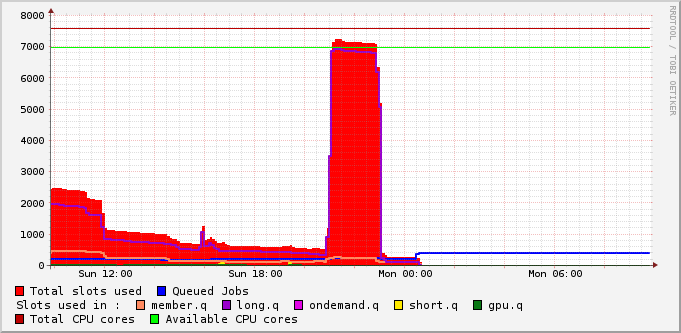 8000
7000
6000
5000
4000
3000
2000
1000
0
Sun 12:00 Sun 18:00 Mon 00:00 Mon 06:00
Total slots used Queued Jobs
Slots used in : member.q long.q ondemand.q short.q gpu.q
Total CPU cores Available CPU cores
RRDTOOL / TOBI OETIKER